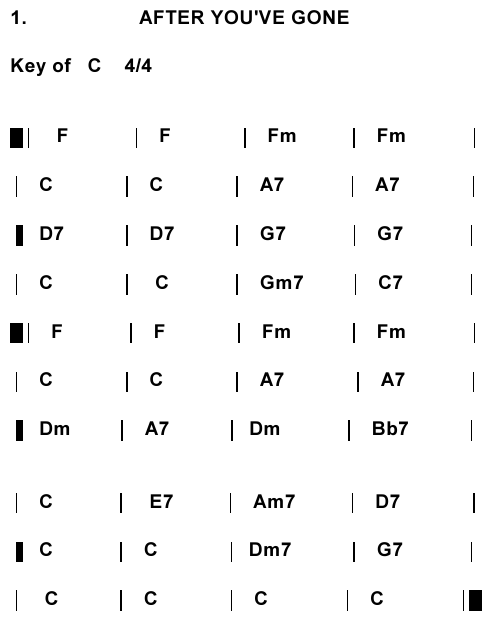 1. AFTER YOU'VE GONE
Key of C 4/4
| F | F | Fm | Fm |
| C | C | A7 | A7 |
| D7 | D7 | G7 | G7 |
| C | C | Gm7 | C7 |
| F | F | Fm | Fm |
| C | C | A7 | A7 |
| Dm | A7 | Dm | Bb7 |
| C | E7 | Am7 | D7 |
| C | C | Dm7 | G7 |
| C | C | C | C |